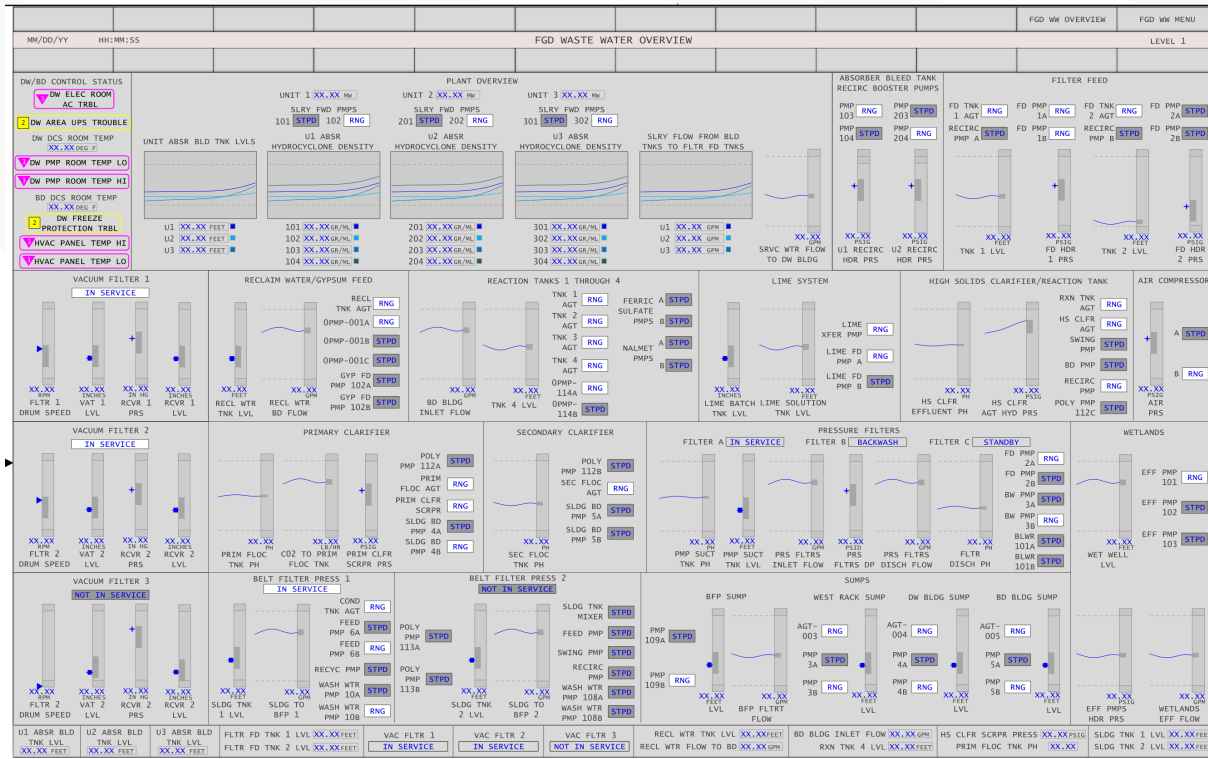 FGD WW OVERVIEW FGD WW MENU
MM/DD/YY HH:MM:SS FGD WASTE WATER OVERVIEW LEVEL 1
DW/BD CONTROL STATUS
DW ELEC ROOM
AC TRBL
2 DW AREA UPS TROUBLE
DW DCS ROOM TEMP
XX.XX DEG F
DW PMP ROOM TEMP LO
DW PMP ROOM TEMP HI
BD DCS ROOM TEMP
XX.XX DEG F
2 DW FREEZE
PROTECTION TRBL
HVAC PANEL TEMP HI
HVAC PANEL TEMP LO
PLANT OVERVIEW
UNIT 1 XX.XX MW UNIT 2 XX.XX MW UNIT 3 XX.XX MW
SLRY FWD PMPS SLRY FWD PMPS SLRY FWD PMPS
101 STPD 102 RNG 201 STPD 202 RNG 301 STPD 302 RNG
U1 ABSR U2 ABSR U3 ABSR SLRY FLOW FROM BLD
UNIT ABSR BLD TNK LVLS HYDROCYCLONE DENSITY HYDROCYCLONE DENSITY HYDROCYCLONE DENSITY TNKS TO FLTR FD TNKS
U1 XX.XX FEET 101 XX.XX GR/ML 201 XX.XX GR/ML 301 XX.XX GR/ML U1 XX.XX GPM
U2 XX.XX FEET 102 XX.XX GR/ML 202 XX.XX GR/ML 302 XX.XX GR/ML U2 XX.XX GPM
U3 XX.XX FEET 103 XX.XX GR/ML 203 XX.XX GR/ML 303 XX.XX GR/ML U3 XX.XX GPM
104 XX.XX GR/ML 204 XX.XX GR/ML 304 XX.XX GR/ML
XX.XX
GPM
SRVC WTR FLOW
TO DW BLDG
ABSORBER BLEED TANK
RECIRC BOOSTER PUMPS
PMP 103 RNG PMP 203 STPD
PMP 104 STPD PMP 204 RNG
XX.XX XX.XX
PSIG PSIG
U1 RECIRC U2 RECIRC
HDR PRS HDR PRS
FILTER FEED
FD TNK 1 AGT RNG FD PMP 1A RNG FD TNK 2 AGT RNG FD PMP 2A STPD
RECIRC PMP A STPD FD PMP 1B RNG RECIRC PMP B STPD FD PMP 2B STPD
XX.XX XX.XX XX.XX XX.XX
FEET PSIG FEET PSIG
TNK 1 LVL FD HDR TNK 2 LVL FD HDR
1 PRS 2 PRS
VACUUM FILTER 1
IN SERVICE
XX.XX XX.XX XX.XX XX.XX
RPM INCHES IN HG INCHES
FLTR 1 VAT 1 RCVR 1 RCVR 1
DRUM SPEED LVL PRS LVL
RECLAIM WATER/GYPSUM FEED
RECL
TNK AGT RNG
0PMP-001A RNG
0PMP-001B STPD
0PMP-001C STPD
GYP FD
PMP 102A STPD
GYP FD
PMP 102B STPD
XX.XX XX.XX
FEET GPM
RECL WTR RECL WTR
TNK LVL BD FLOW
REACTION TANKS 1 THROUGH 4
TNK 1
AGT RNG
TNK 2
AGT RNG
TNK 3
AGT RNG
TNK 4
AGT RNG
0PMP-
114A RNG
0PMP-
114B STPD
FERRIC A STPD
SULFATE
PMPS B STPD
NALMET A STPD
PMPS
B STPD
XX.XX XX.XX
GPM FEET
BD BLDG TNK 4 LVL
INLET FLOW
LIME SYSTEM
LIME
XFER PMP RNG
LIME FD
PMP A RNG
LIME FD
PMP B STPD
XX.XX XX.XX
INCHES FEET
LIME BATCH LIME SOLUTION
TNK LVL TNK LVL
HIGH SOLIDS CLARIFIER/REACTION TANK
RXN TNK
AGT RNG
HS CLFR
AGT RNG
SWING
PMP STPD
BD PMP STPD
RECIRC
PMP RNG
POLY PMP
112C STPD
XX.XX XX.XX
PH PSIG
HS CLFR HS CLFR
EFFLUENT PH AGT HYD PRS
AIR COMPRESSOR
A STPD
B RNG
XX.XX
PSIG
AIR
PRS
VACUUM FILTER 2
IN SERVICE
XX.XX XX.XX XX.XX XX.XX
RPM INCHES IN HG INCHES
FLTR 2 VAT 2 RCVR 2 RCVR 2
DRUM SPEED LVL PRS LVL
PRIMARY CLARIFIER
POLY
PMP 112A STPD
PRIM
FLOC AGT RNG
PRIM CLFR
SCRPR RNG
SLDG BD
PMP 4A STPD
SLDG BD
PMP 4B RNG
XX.XX XX.XX XX.XX
PH LB/HR PSIG
PRIM FLOC CO2 TO PRIM PRIM CLFR
TNK PH FLOC TNK SCRPR PRS
SECONDARY CLARIFIER
POLY
PMP 112B STPD
SEC FLOC
AGT RNG
SLDG BD
PMP 5A STPD
SLDG BD
PMP 5B STPD
XX.XX
PH
SEC FLOC
TNK PH
PRESSURE FILTERS
FILTER A IN SERVICE FILTER B BACKWASH FILTER C STANDBY
FD PMP
2A RNG
FD PMP
2B STPD
BW PMP
3A STPD
BW PMP
3B RNG
BLWR
101A STPD
BLWR
101B STPD
XX.XX XX.XX XX.XX XX.XX XX.XX XX.XX
PH FEET GPM PSID GPM PH
PMP SUCT PMP SUCT PRS FLTRS PRS PRS FLTRS FLTR
TNK PH TNK LVL INLET FLOW FLTRS DP DISCH FLOW DISCH PH
WETLANDS
EFF PMP
101 RNG
EFF PMP
102 STPD
EFF PMP
103 STPD
XX.XX
FEET
WET WELL
LVL
VACUUM FILTER 3
NOT IN SERVICE
XX.XX XX.XX XX.XX XX.XX
RPM INCHES IN HG INCHES
FLTR 2 VAT 2 RCVR 2 RCVR 2
DRUM SPEED LVL PRS LVL
BELT FILTER PRESS 1
IN SERVICE
COND
TNK AGT RNG
FEED
PMP 6A STPD
FEED
PMP 6B RNG
RECYC PMP STPD
WASH WTR
PMP 10A STPD
WASH WTR
PMP 10B RNG
XX.XX XX.XX
FEET GPM
SLDG TNK SLDG TO
1 LVL BFP 1
BELT FILTER PRESS 2
NOT IN SERVICE
POLY
PMP
113A STPD
POLY
PMP
113B STPD
SLDG TNK
MIXER STPD
FEED PMP STPD
SWING PMP STPD
RECIRC
PMP STPD
WASH WTR
PMP 108A STPD
WASH WTR
PMP 108B STPD
XX.XX XX.XX
FEET GPM
SLDG TNK SLDG TO
2 LVL BFP 2
SUMPS
BFP SUMP WEST RACK SUMP DW BLDG SUMP BD BLDG SUMP
PMP
109A STPD
PMP
109B RNG
AGT-
003 RNG
PMP
3A STPD
PMP
3B RNG
AGT-
004 RNG
PMP
4A STPD
PMP
4B RNG
AGT-
005 RNG
PMP
5A STPD
PMP
5B RNG
XX.XX XX.XX XX.XX XX.XX XX.XX
FEET GPM FEET FEET FEET
LVL BFP FLTRT LVL LVL LVL
FLOW
XX.XX XX.XX
PSIG GPM
EFF PMPS WETLANDS
HDR PRS EFF FLOW
U1 ABSR BLD U2 ABSR BLD U3 ABSR BLD
TNK LVL TNK LVL TNK LVL
XX.XX FEET XX.XX FEET XX.XX FEET
FLTR FD TNK 1 LVL XX.XX FEET
FLTR FD TNK 2 LVL XX.XX FEET
VAC FLTR 1 VAC FLTR 2 VAC FLTR 3
IN SERVICE IN SERVICE NOT IN SERVICE
RECL WTR TNK LVL XX.XX FEET
RECL WTR FLOW TO BD XX.XX GPM
BD BLDG INLET FLOW XX.XX GPM
RXN TNK 4 LVL XX.XX FEET
HS CLFR SCRPR PRESS XX.XX PSIG
PRIM FLOC TNK PH XX.XX
SLDG TNK 1 LVL XX.XX FEE
SLDG TNK 2 LVL XX.XX FEE